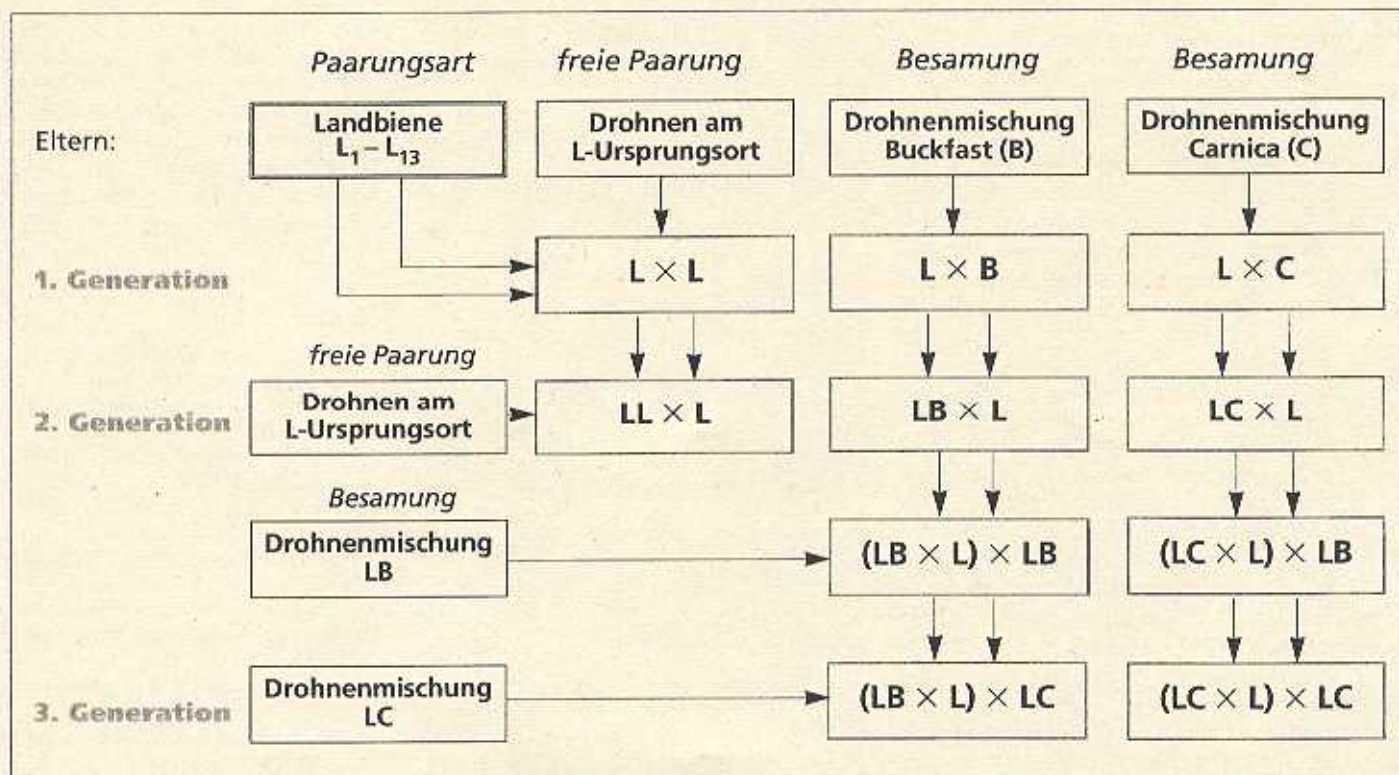 Paarungsart freie Paarung Besamung Besamung
Eltern:
Landbiene
L₁ – L₁₃
Drohnen am
L-Ursprungsort
Drohnenmischung
Buckfast (B)
Drohnenmischung
Carnica (C)
1. Generation
L × L
L × B
L × C
freie Paarung
2. Generation
Drohnen am
L-Ursprungsort
LL × L
LB × L
LC × L
Besamung
Drohnenmischung
LB
(LB × L) × LB
(LC × L) × LB
3. Generation
Drohnenmischung
LC
(LB × L) × LC
(LC × L) × LC